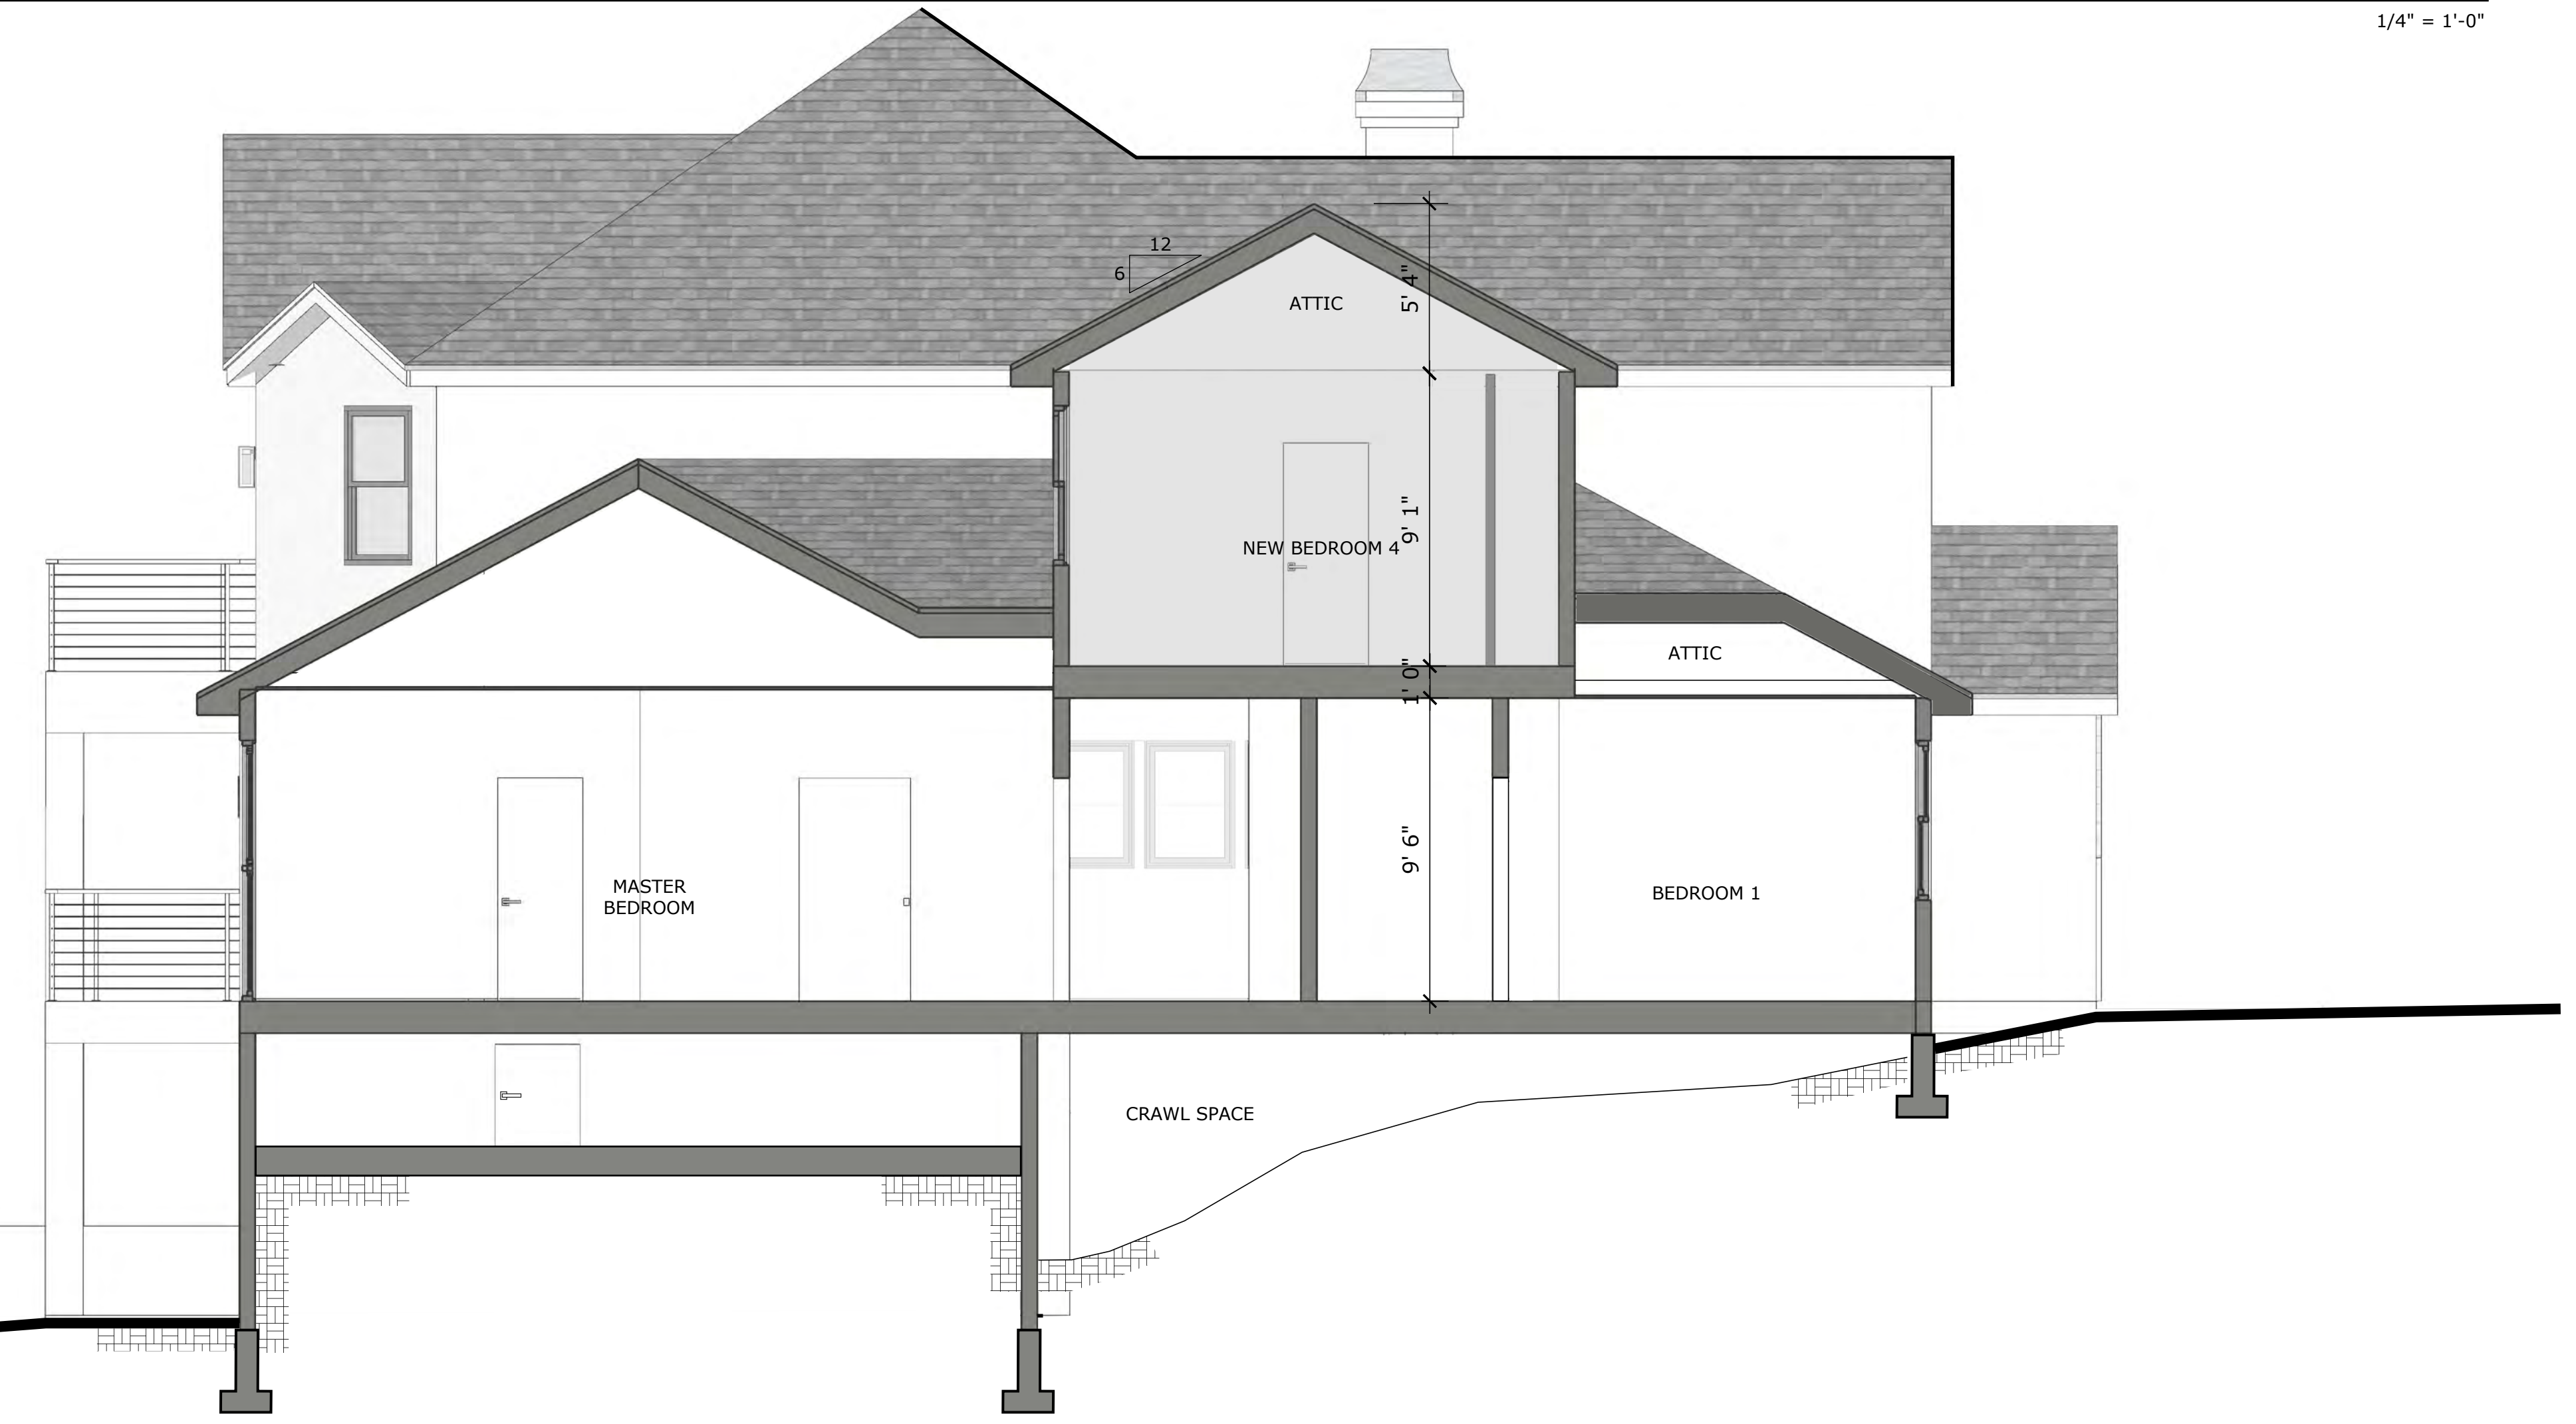 1/4" = 1'-0"
12
6
ATTIC
5' 4"
NEW BEDROOM 4
9' 1"
ATTIC
1' 0"
9' 6"
MASTER
BEDROOM
BEDROOM 1
CRAWL SPACE